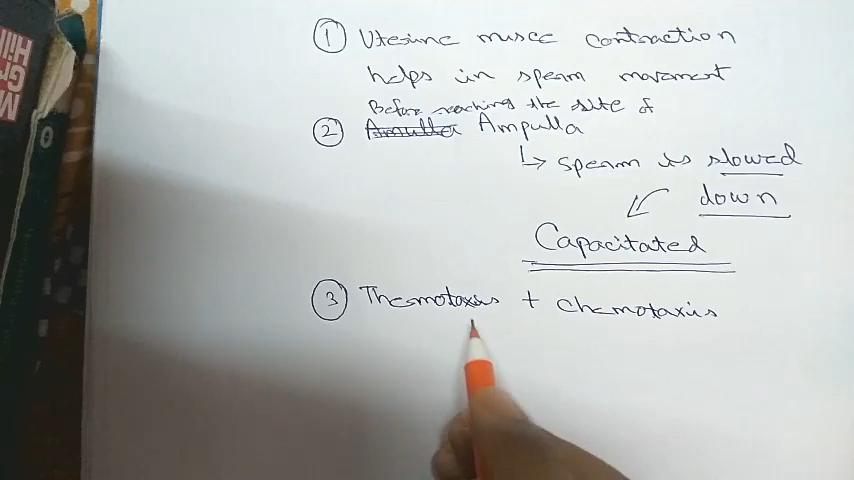 ① Uterine musce contraction
helps in sperm movement
Before reaching the site of
② Amulla Ampulla
↳ sperm is slowed
down
Capacitated
③ Thermotaxis + chemotaxis